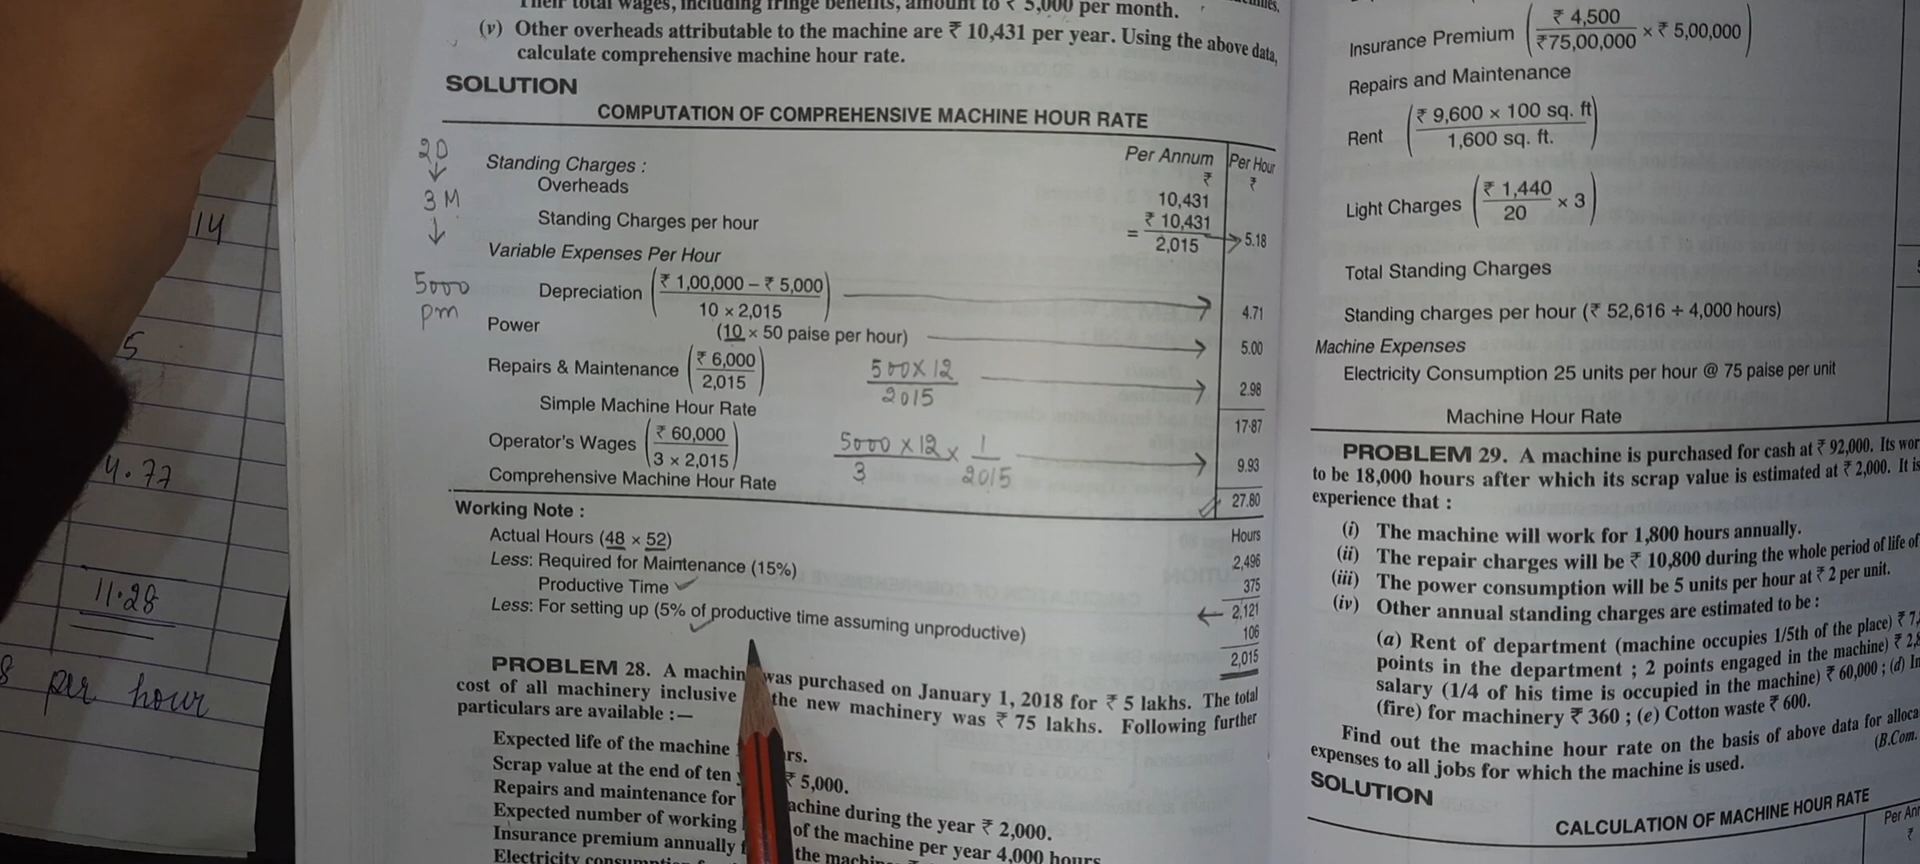 14
5
4.77
11.28
per hour
Their total wages, including fringe benefits, amount to ₹ 5,000 per month.
(v) Other overheads attributable to the machine are ₹ 10,431 per year. Using the above data,
calculate comprehensive machine hour rate.
SOLUTION
COMPUTATION OF COMPREHENSIVE MACHINE HOUR RATE
Per Annum Per Hour
₹ ₹
Standing Charges :
Overheads 10,431
Standing Charges per hour = ₹ 10,431 / 2,015 → 5.18
Variable Expenses Per Hour
Depreciation (₹ 1,00,000 – ₹ 5,000 / 10 × 2,015) → 4.71
Power (10 × 50 paise per hour) → 5.00
Repairs & Maintenance (₹ 6,000 / 2,015) 500 × 12 / 2015 → 2.98
Simple Machine Hour Rate 17·87
Operator's Wages (₹ 60,000 / 3 × 2,015) 5000 × 12 / 3 × 1 / 2015 → 9.93
Comprehensive Machine Hour Rate 27.80
20
↓
3 M
↓
5000
pm
Working Note : Hours
Actual Hours (48 × 52) 2,496
Less: Required for Maintenance (15%) 375
Productive Time ✓ ← 2,121
Less: For setting up (5% of productive time assuming unproductive) 106
2,015
PROBLEM 28. A machin was purchased on January 1, 2018 for ₹ 5 lakhs. The total
cost of all machinery inclusive the new machinery was ₹ 75 lakhs. Following further
particulars are available :—
Expected life of the machine rs.
Scrap value at the end of ten ₹ 5,000.
Repairs and maintenance for achine during the year ₹ 2,000.
Expected number of working of the machine per year 4,000 hours
Insurance premium annually the machin
Electricity
Insurance Premium (₹ 4,500 / ₹75,00,000 × ₹ 5,00,000)
Repairs and Maintenance
Rent (₹ 9,600 × 100 sq. ft / 1,600 sq. ft.)
Light Charges (₹ 1,440 / 20 × 3)
Total Standing Charges
Standing charges per hour (₹ 52,616 ÷ 4,000 hours)
Machine Expenses
Electricity Consumption 25 units per hour @ 75 paise per unit
Machine Hour Rate
PROBLEM 29. A machine is purchased for cash at ₹ 92,000. Its wor
to be 18,000 hours after which its scrap value is estimated at ₹ 2,000. It is
experience that :
(i) The machine will work for 1,800 hours annually.
(ii) The repair charges will be ₹ 10,800 during the whole period of life of
(iii) The power consumption will be 5 units per hour at ₹ 2 per unit.
(iv) Other annual standing charges are estimated to be :
(a) Rent of department (machine occupies 1/5th of the place) ₹ 7,
points in the department ; 2 points engaged in the machine) ₹ 2,8
salary (1/4 of his time is occupied in the machine) ₹ 60,000 ; (d) In
(fire) for machinery ₹ 360 ; (e) Cotton waste ₹ 600.
Find out the machine hour rate on the basis of above data for alloca
expenses to all jobs for which the machine is used. (B.Com.
SOLUTION
CALCULATION OF MACHINE HOUR RATE
Per Ann
₹